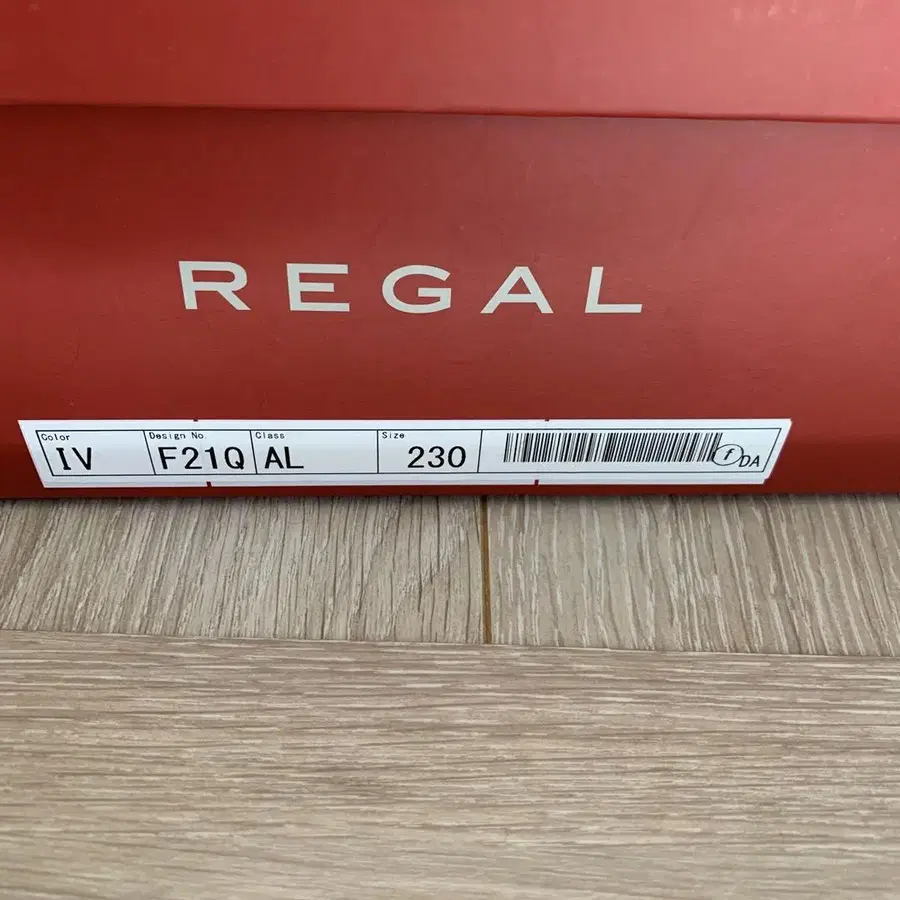 REGAL
Color Design No. Class Size
IV F21Q AL 230 f DA